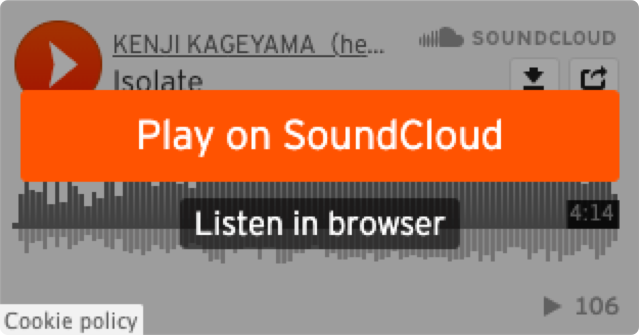 KENJI KAGEYAMA (he...
SOUNDCLOUD
Isolate
Play on SoundCloud
Listen in browser
4:14
106
Cookie policy